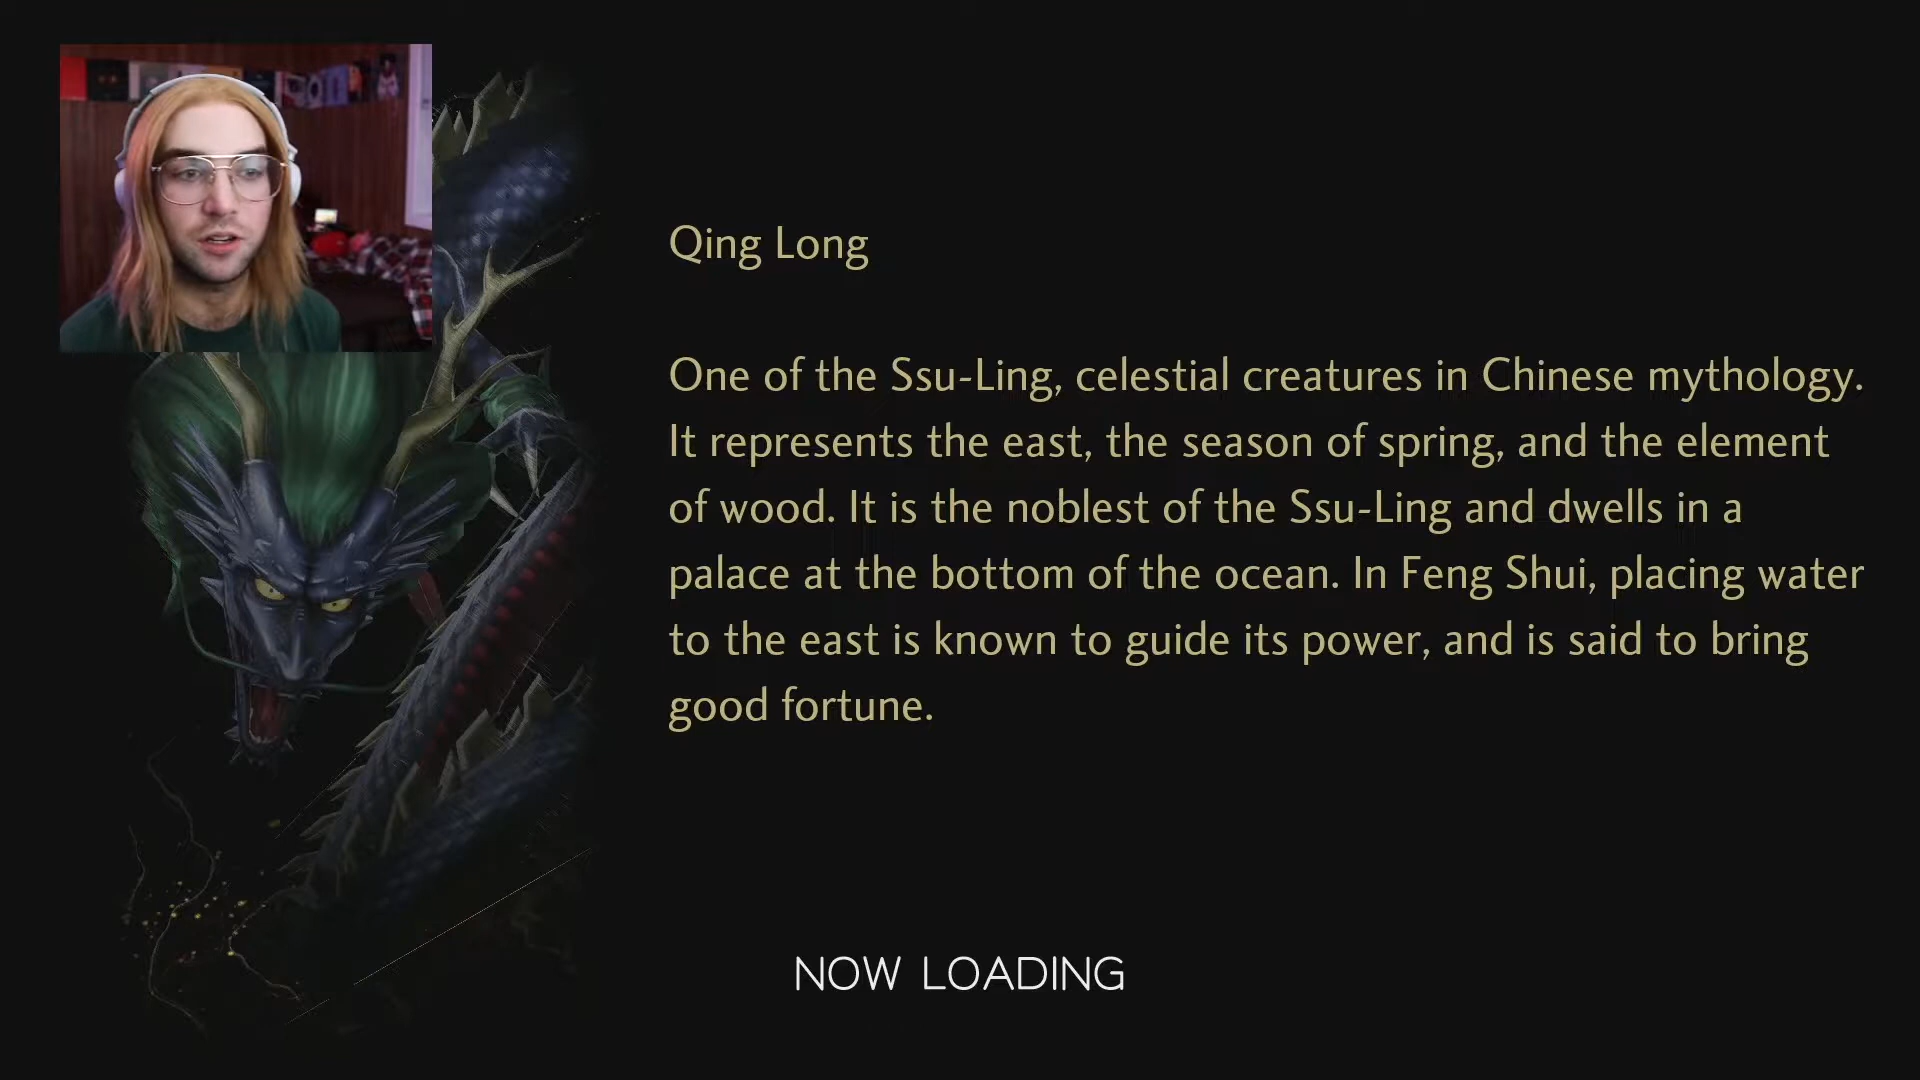 Qing Long
One of the Ssu-Ling, celestial creatures in Chinese mythology.
It represents the east, the season of spring, and the element
of wood. It is the noblest of the Ssu-Ling and dwells in a
palace at the bottom of the ocean. In Feng Shui, placing water
to the east is known to guide its power, and is said to bring
good fortune.
NOW LOADING